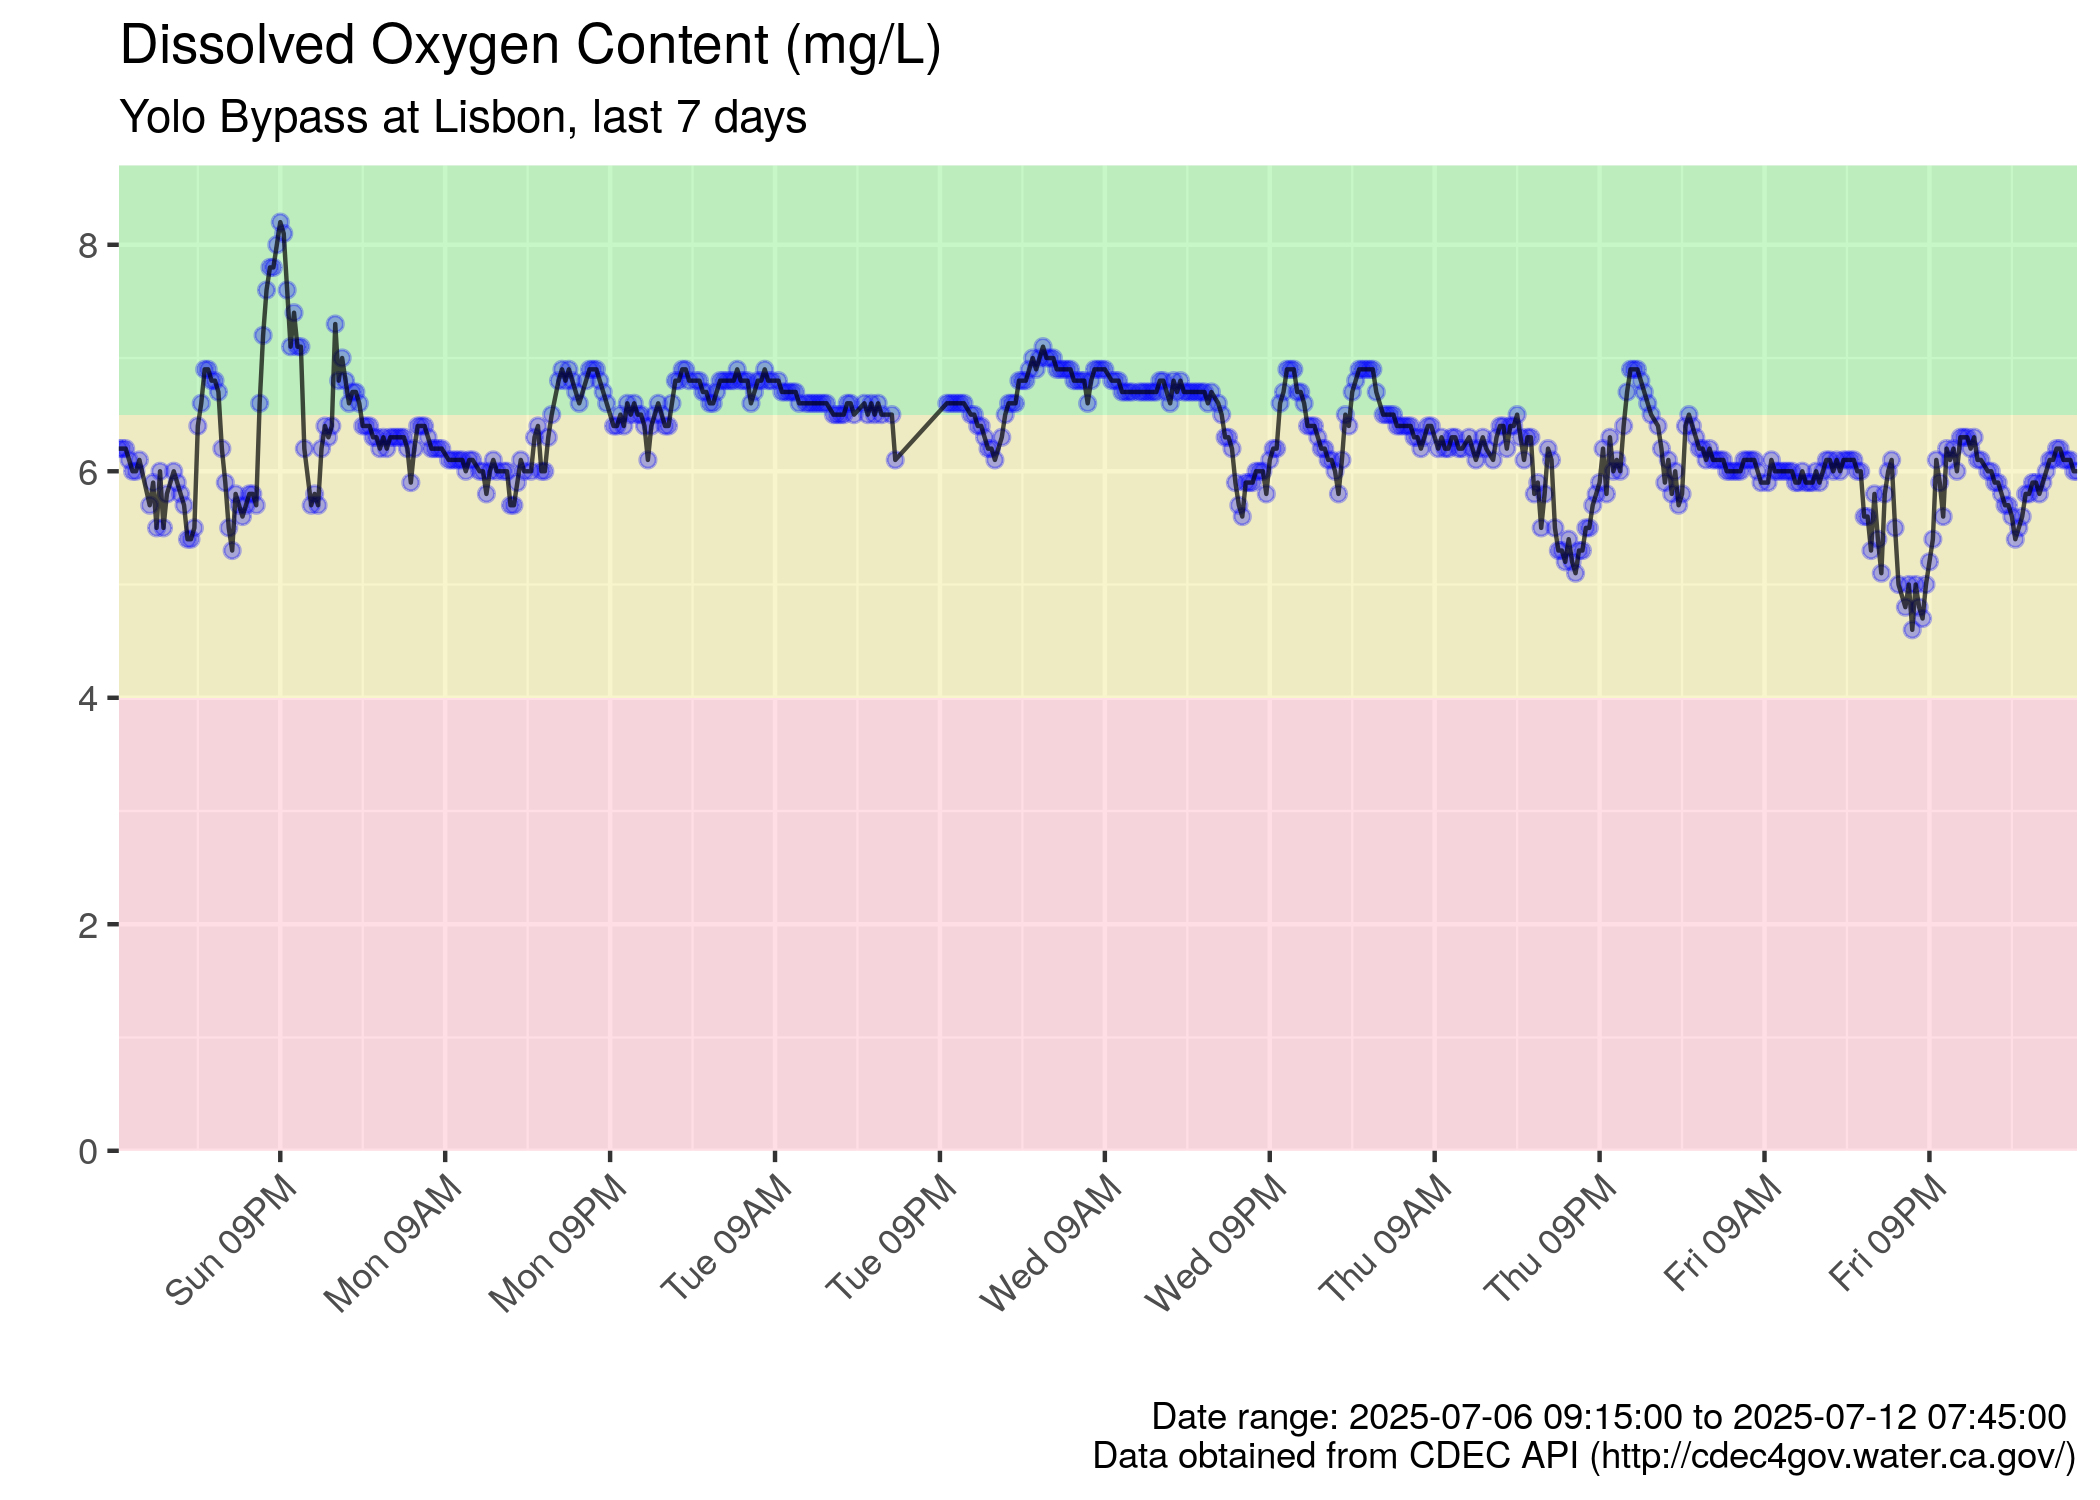 Dissolved Oxygen Content (mg/L)
Yolo Bypass at Lisbon, last 7 days
8
6
4
2
0
Sun 09PM
Mon 09AM
Mon 09PM
Tue 09AM
Tue 09PM
Wed 09AM
Wed 09PM
Thu 09AM
Thu 09PM
Fri 09AM
Fri 09PM
Date range: 2025-07-06 09:15:00 to 2025-07-12 07:45:00
Data obtained from CDEC API (http://cdec4gov.water.ca.gov/)